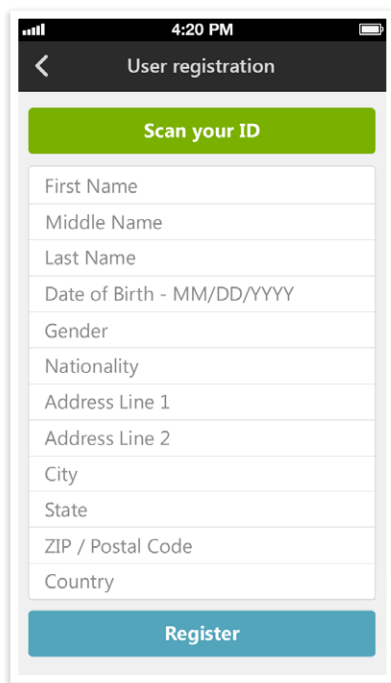 4:20 PM
User registration
Scan your ID
First Name
Middle Name
Last Name
Date of Birth - MM/DD/YYYY
Gender
Nationality
Address Line 1
Address Line 2
City
State
ZIP / Postal Code
Country
Register